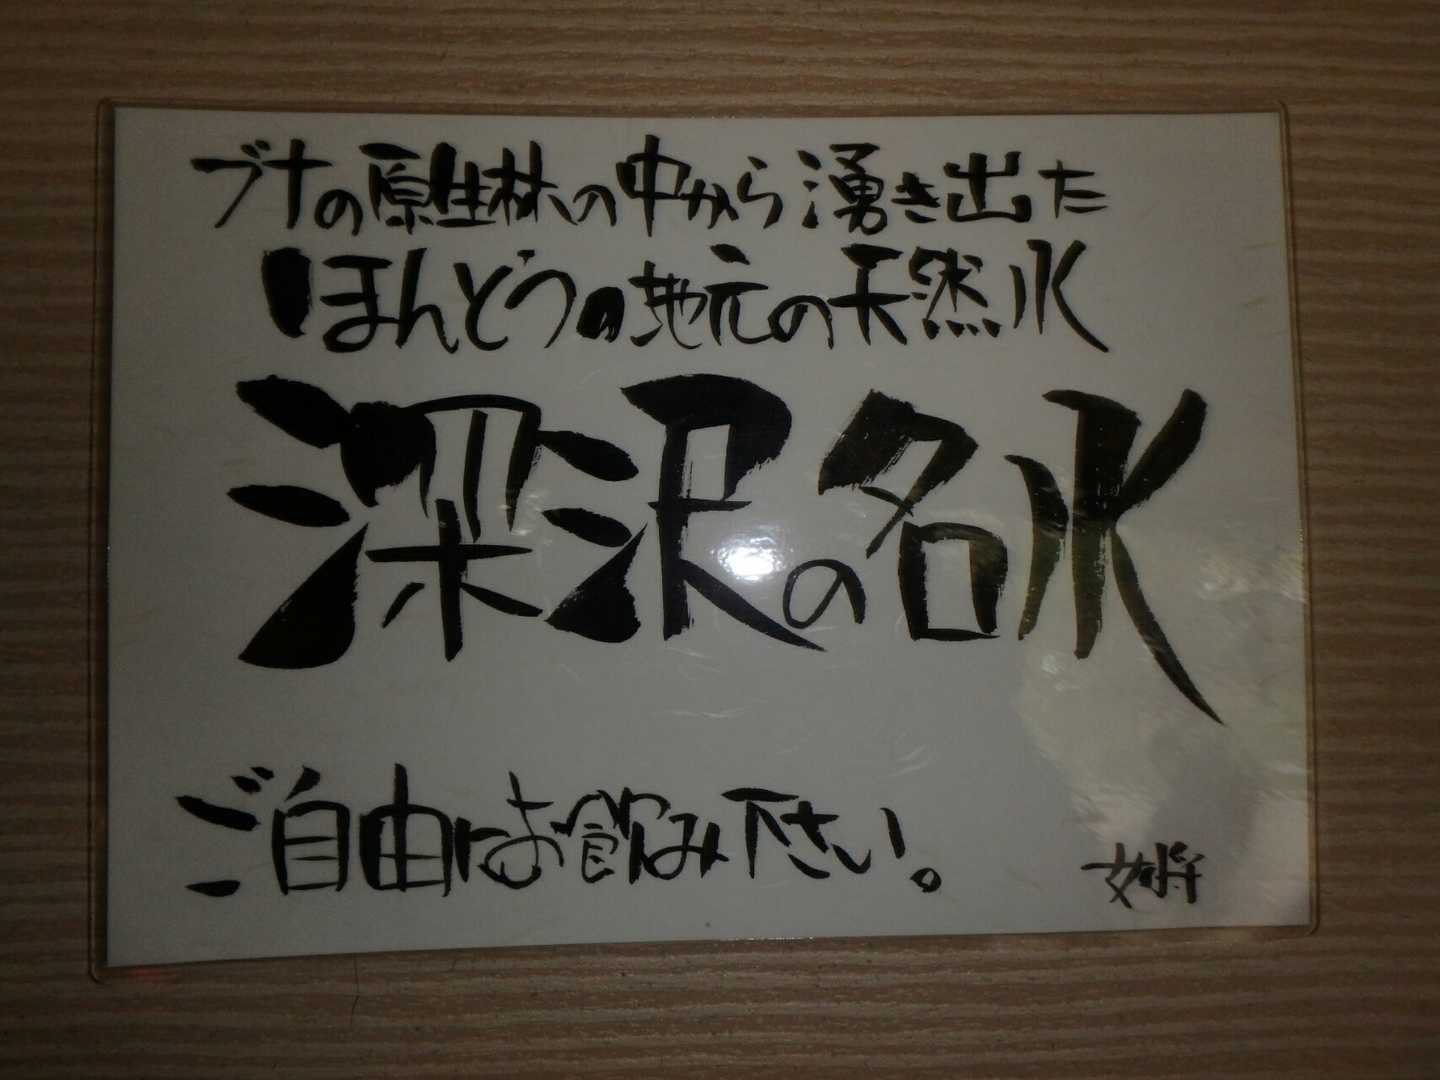 ブナの原生林の中から湧き出た
ほんとうの地元の天然水
深沢の名水
ご自由にお飲み下さい。
女将